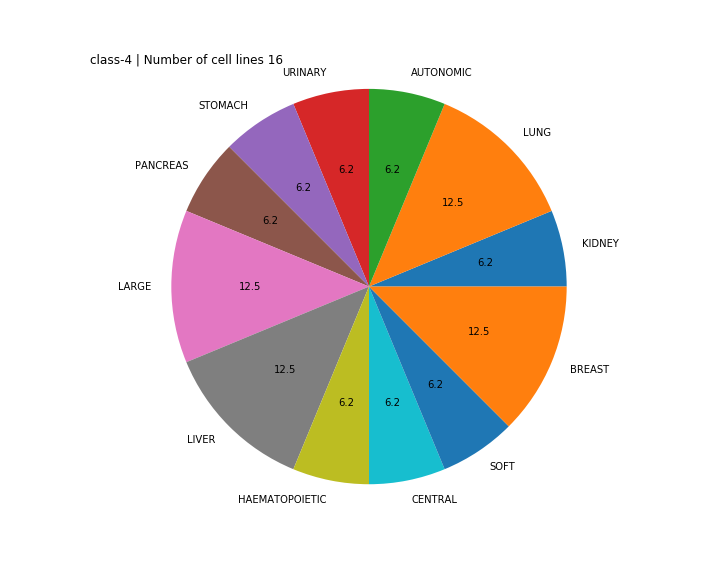 class-4 | Number of cell lines 16
URINARY
AUTONOMIC
STOMACH
LUNG
PANCREAS
6.2
6.2
6.2
12.5
6.2
KIDNEY
6.2
LARGE
12.5
12.5
12.5
BREAST
6.2
6.2
6.2
LIVER
SOFT
HAEMATOPOIETIC
CENTRAL